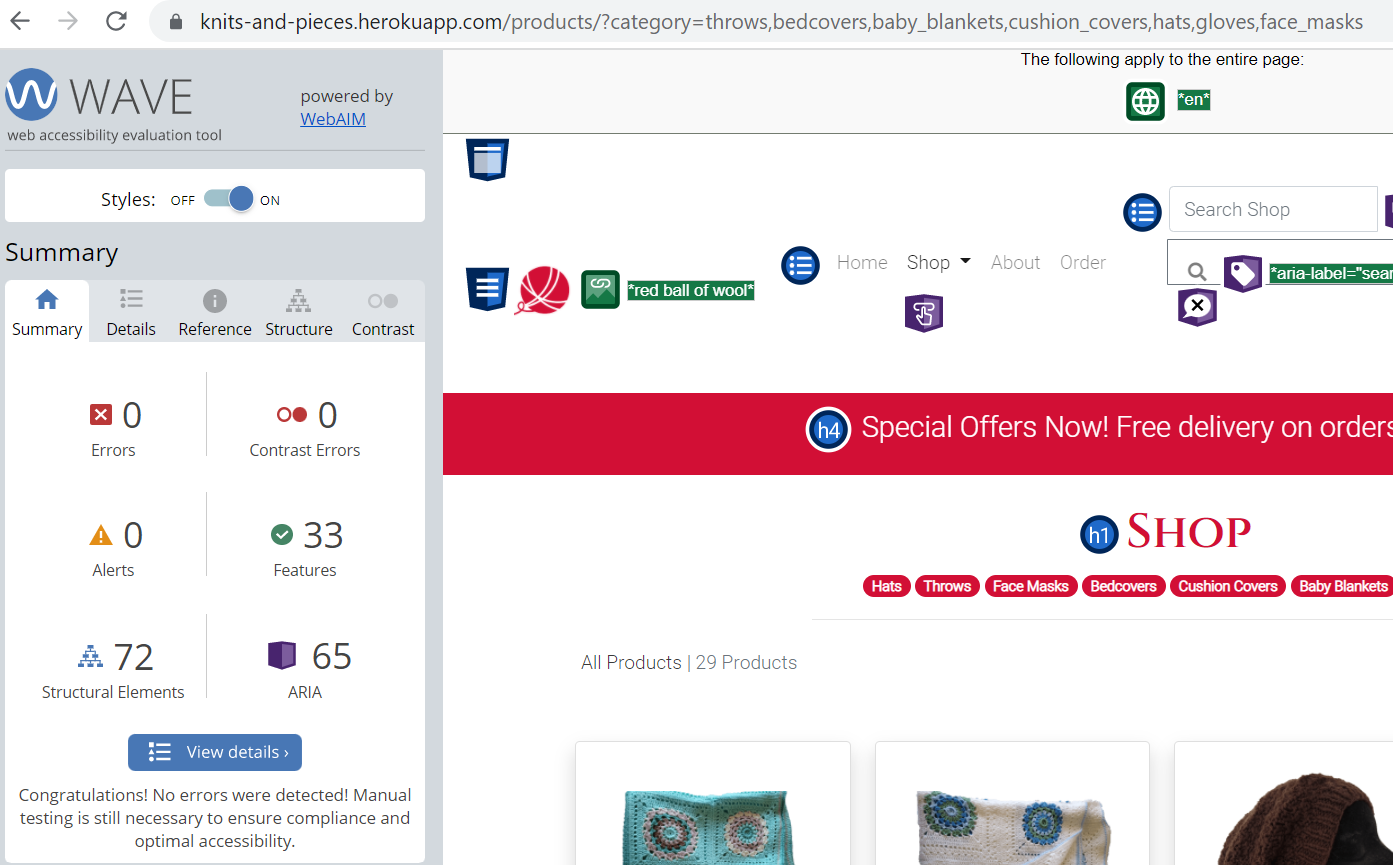 knits-and-pieces.herokuapp.com/products/?category=throws,bedcovers,baby_blankets,cushion_covers,hats,gloves,face_masks
WAVE
web accessibility evaluation tool
powered by
WebAIM
Styles: OFF ON
Summary
Summary Details Reference Structure Contrast
0 0
Errors Contrast Errors
0 33
Alerts Features
72 65
Structural Elements ARIA
View details ›
Congratulations! No errors were detected! Manual
testing is still necessary to ensure compliance and
optimal accessibility.
The following apply to the entire page:
*en*
Search Shop
Home Shop About Order
*red ball of wool*
*aria-label="sear
h4 Special Offers Now! Free delivery on orders
h1 SHOP
Hats Throws Face Masks Bedcovers Cushion Covers Baby Blankets
All Products | 29 Products